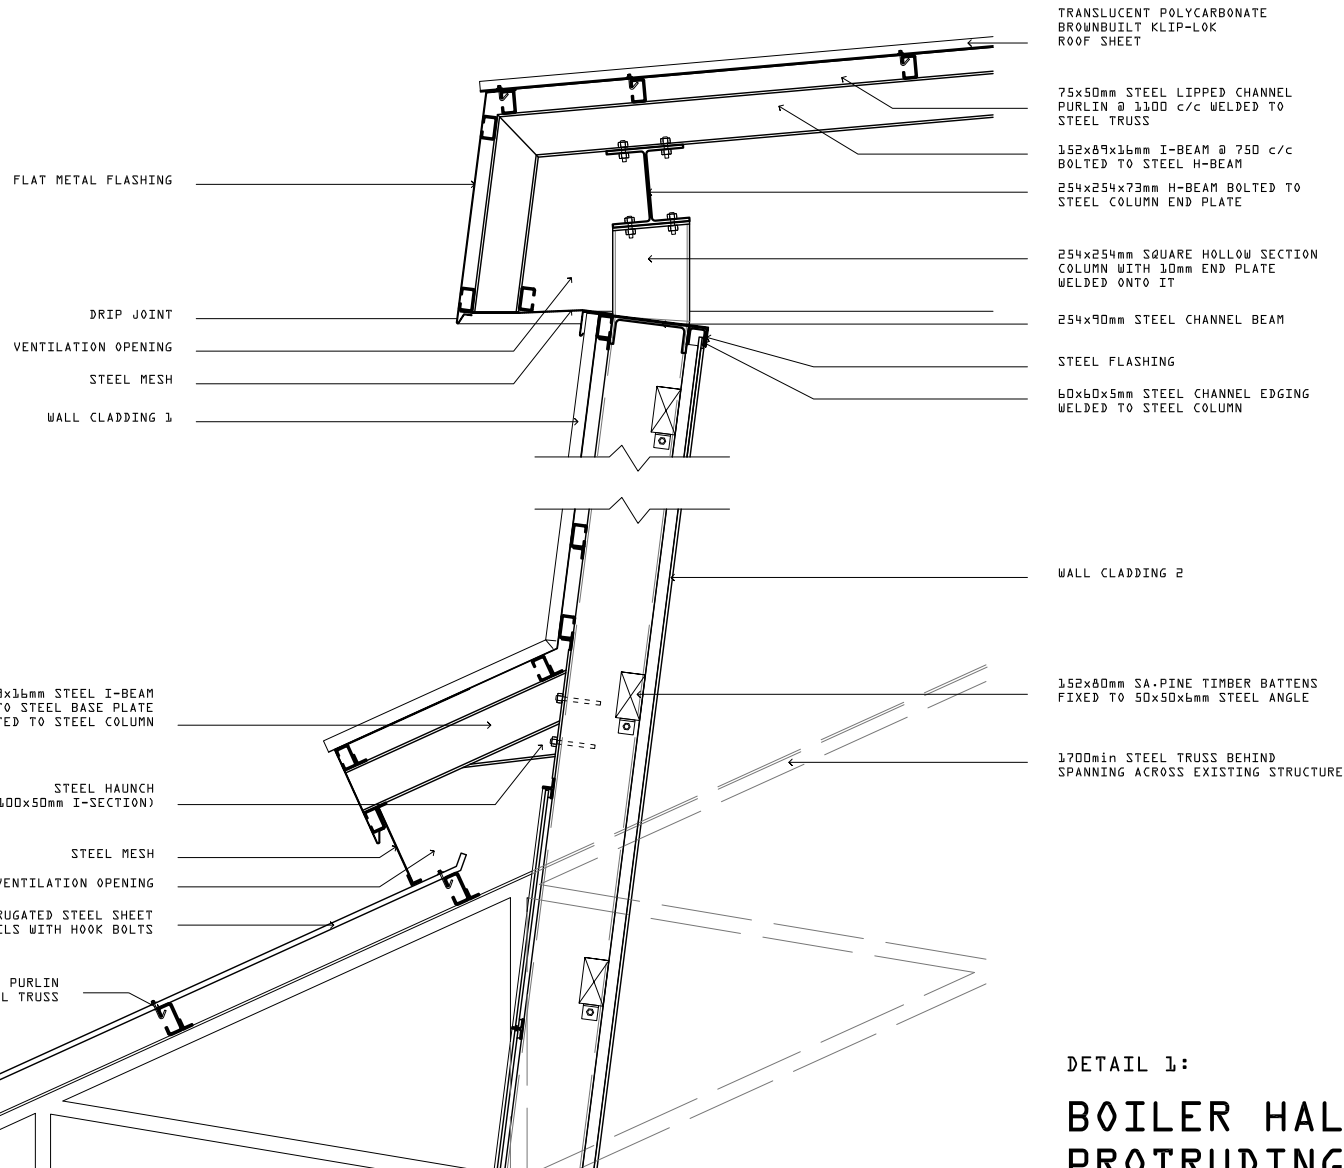 TRANSLUCENT POLYCARBONATE
BROWNBUILT KLIP-LOK
ROOF SHEET
75x50mm STEEL LIPPED CHANNEL
PURLIN @ 1100 c/c WELDED TO
STEEL TRUSS
152x89x16mm I-BEAM @ 750 c/c
BOLTED TO STEEL H-BEAM
254x254x73mm H-BEAM BOLTED TO
STEEL COLUMN END PLATE
254x254mm SQUARE HOLLOW SECTION
COLUMN WITH 10mm END PLATE
WELDED ONTO IT
254x90mm STEEL CHANNEL BEAM
STEEL FLASHING
60x60x5mm STEEL CHANNEL EDGING
WELDED TO STEEL COLUMN
WALL CLADDING 2
152x80mm SA.PINE TIMBER BATTENS
FIXED TO 50x50x6mm STEEL ANGLE
1700min STEEL TRUSS BEHIND
SPANNING ACROSS EXISTING STRUCTURE
FLAT METAL FLASHING
DRIP JOINT
VENTILATION OPENING
STEEL MESH
WALL CLADDING 1
9x16mm STEEL I-BEAM
TO STEEL BASE PLATE
TED TO STEEL COLUMN
STEEL HAUNCH
100x50mm I-SECTION)
STEEL MESH
VENTILATION OPENING
RUGATED STEEL SHEET
ILS WITH HOOK BOLTS
PURLIN
L TRUSS
DETAIL 1:
BOILER HAL
PROTRUDING